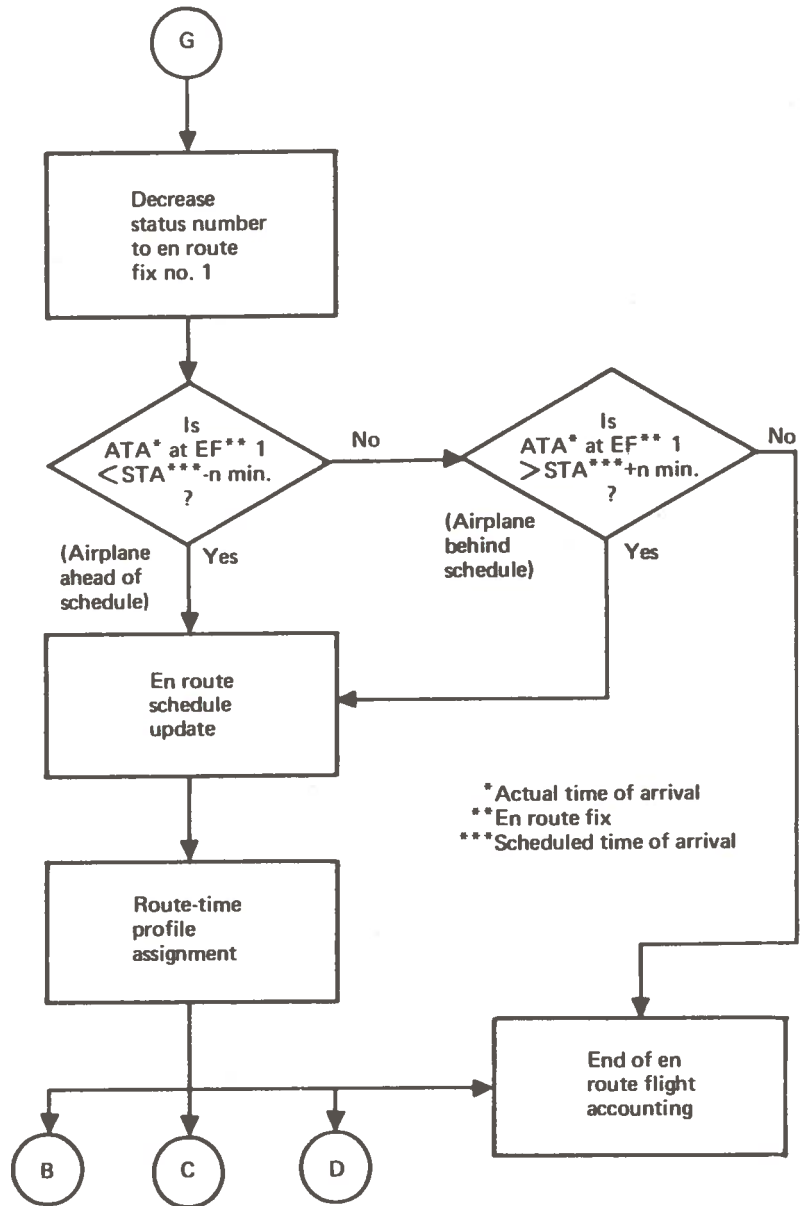 G
Decrease
status number
to en route
fix no. 1
Is
ATA* at EF** 1
<STA***-n min.
?
No
Is
ATA* at EF** 1
>STA***+n min.
?
No
(Airplane
ahead of
schedule)
Yes
(Airplane
behind
schedule)
Yes
En route
schedule
update
*Actual time of arrival
**En route fix
***Scheduled time of arrival
Route-time
profile
assignment
End of en
route flight
accounting
B
C
D